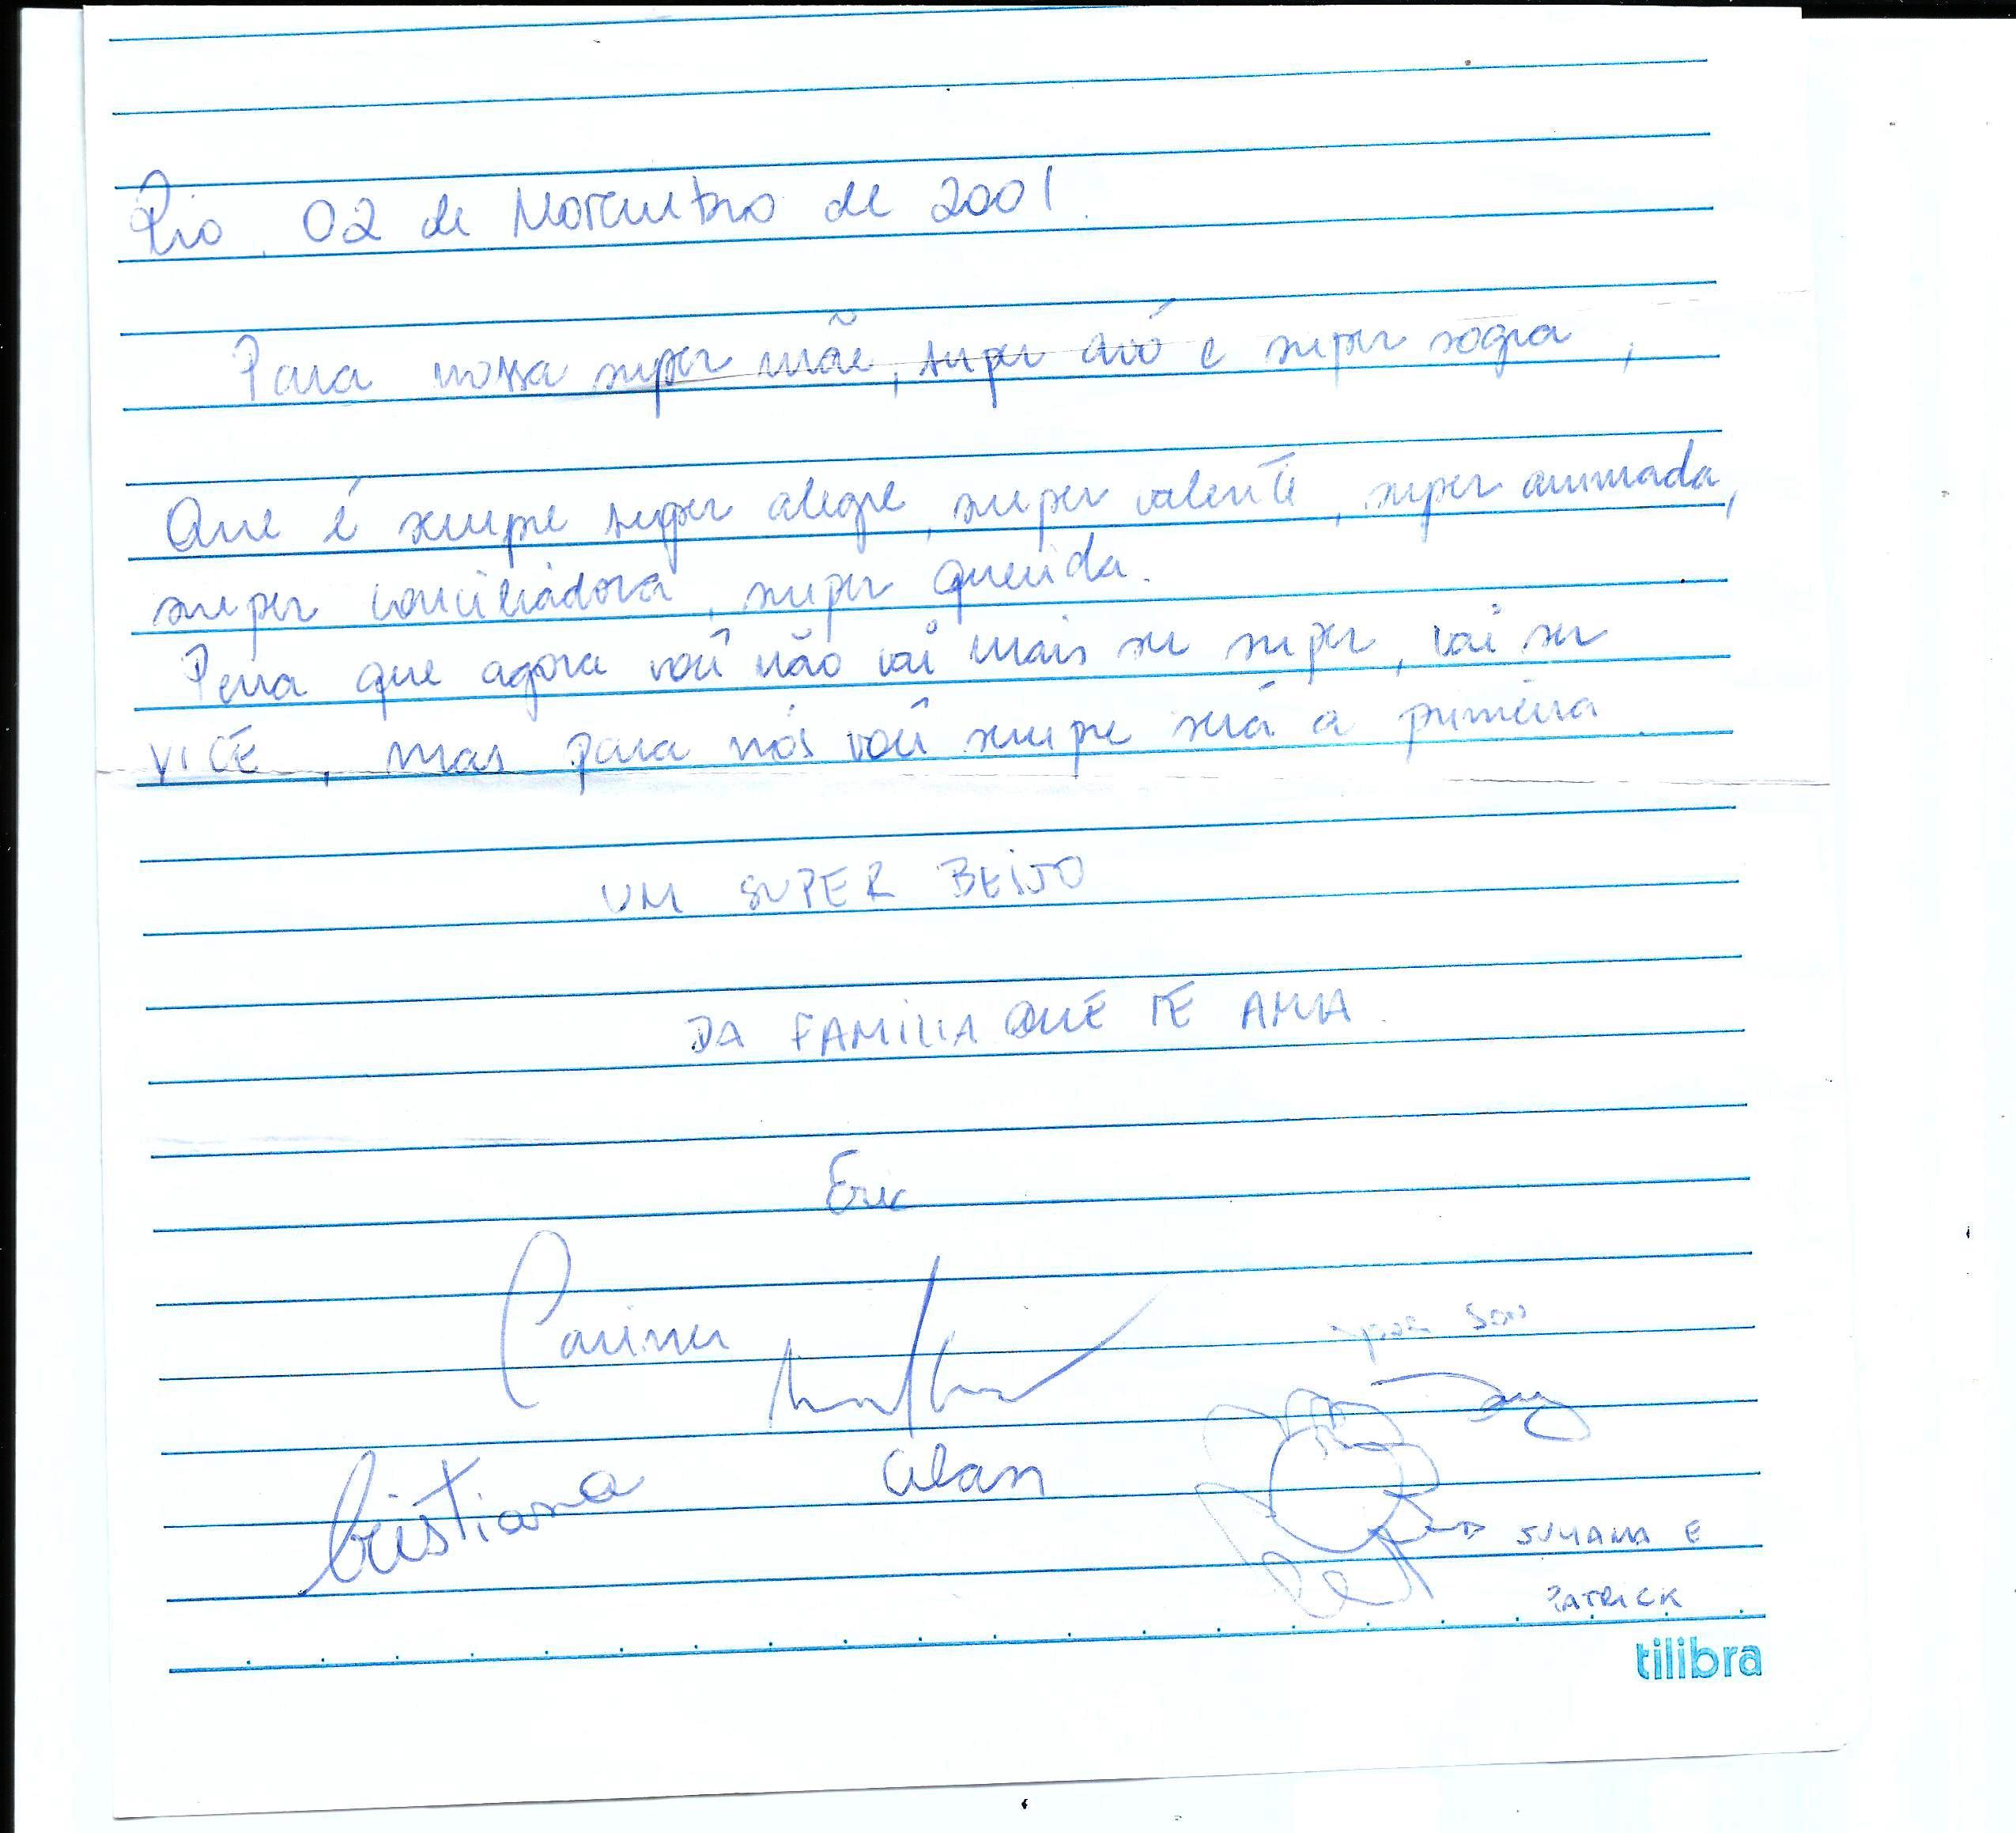 Rio, 02 de Novembro de 2001.
Para nossa super mãe, super avó e super sogra,
Que é sempre super alegre, super valente, super animada,
super conciliadora, super querida.
Pena que agora você não vai mais ser super, vai ser
VICE, mas para nós você sempre será a primeira.
UM SUPER BEIJO
DA FAMILIA QUE TE AMA.
Eric
Carina
your son
Cristiana Alan
SUHAMA E
PATRICK
tilibra